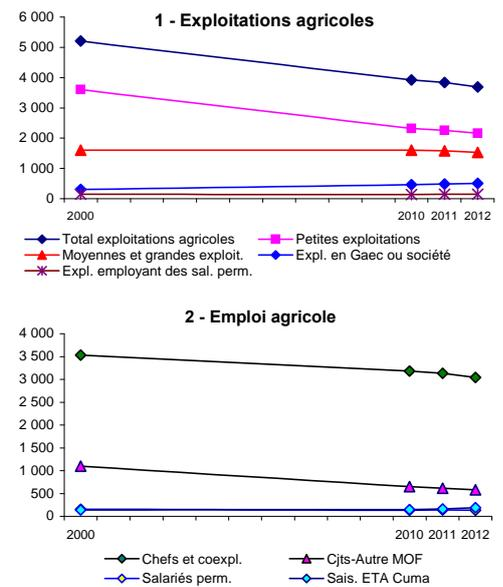 1 - Exploitations agricoles
6 000
5 000
4 000
3 000
2 000
1 000
0
2000 2010 2011 2012
Total exploitations agricoles Petites exploitations
Moyennes et grandes exploit. Expl. en Gaec ou société
Expl. employant des sal. perm.
2 - Emploi agricole
4 000
3 500
3 000
2 500
2 000
1 500
1 000
500
0
2000 2010 2011 2012
Chefs et coexpl. Cjts-Autre MOF
Salariés perm. Sais. ETA Cuma